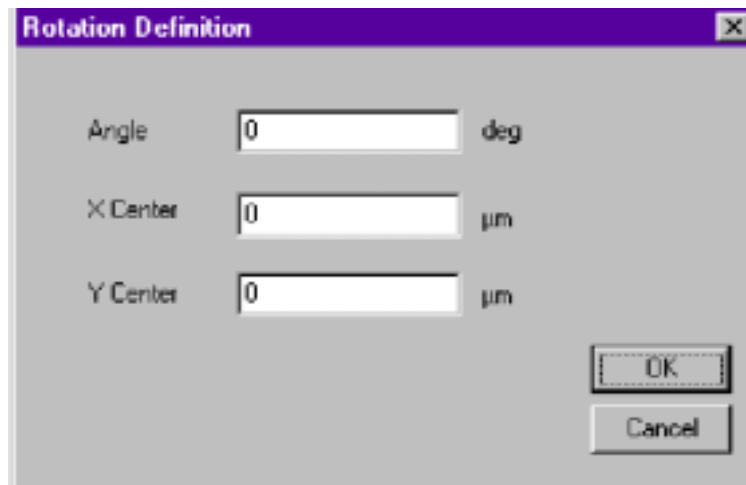 Rotation Definition
Angle 0 deg
X Center 0 µm
Y Center 0 µm
OK
Cancel